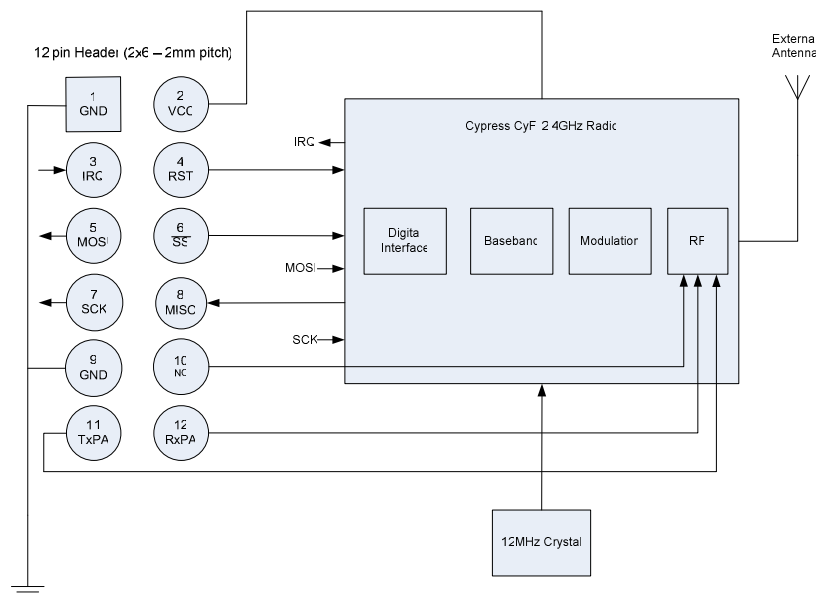 Externa
Antenna
12 pin Header (2x6 – 2mm pitch)
1
GND
2
VCC
Cypress CyF 2.4GHz Radio
IRQ
3
IRQ
4
RST
5
MOSI
6
SS
Digita
Interface
Baseband
Modulation
RF
MOSI
7
SCK
8
MISO
SCK
9
GND
10
NC
11
TxPA
12
RxPA
12MHz Crystal